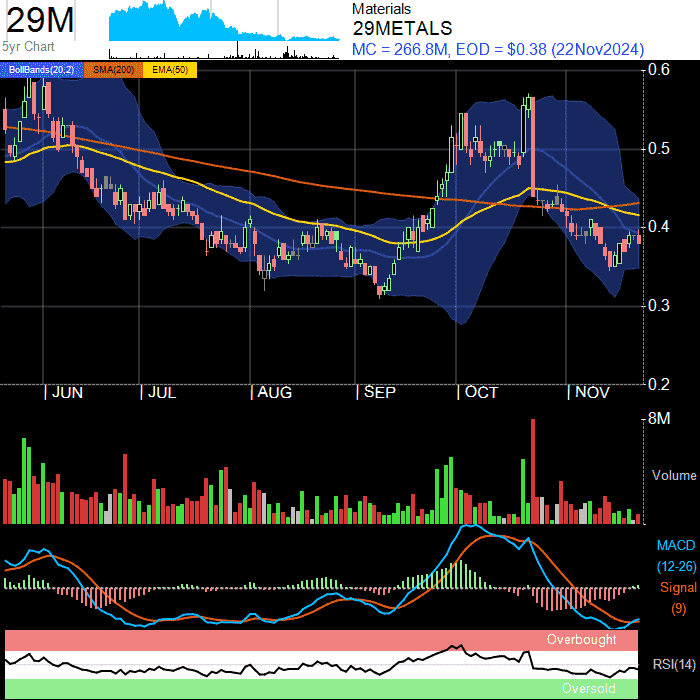 29M
5yr Chart
Materials
29METALS
MC = 266.8M, EOD = $0.38 (22Nov2024)
BollBands(20,2) SMA(200) EMA(50)
0.6
0.5
0.4
0.3
0.2
| JUN | JUL | AUG | SEP | OCT | NOV
8M
Volume
MACD
(12-26)
Signal
(9)
Overbought
RSI(14)
Oversold